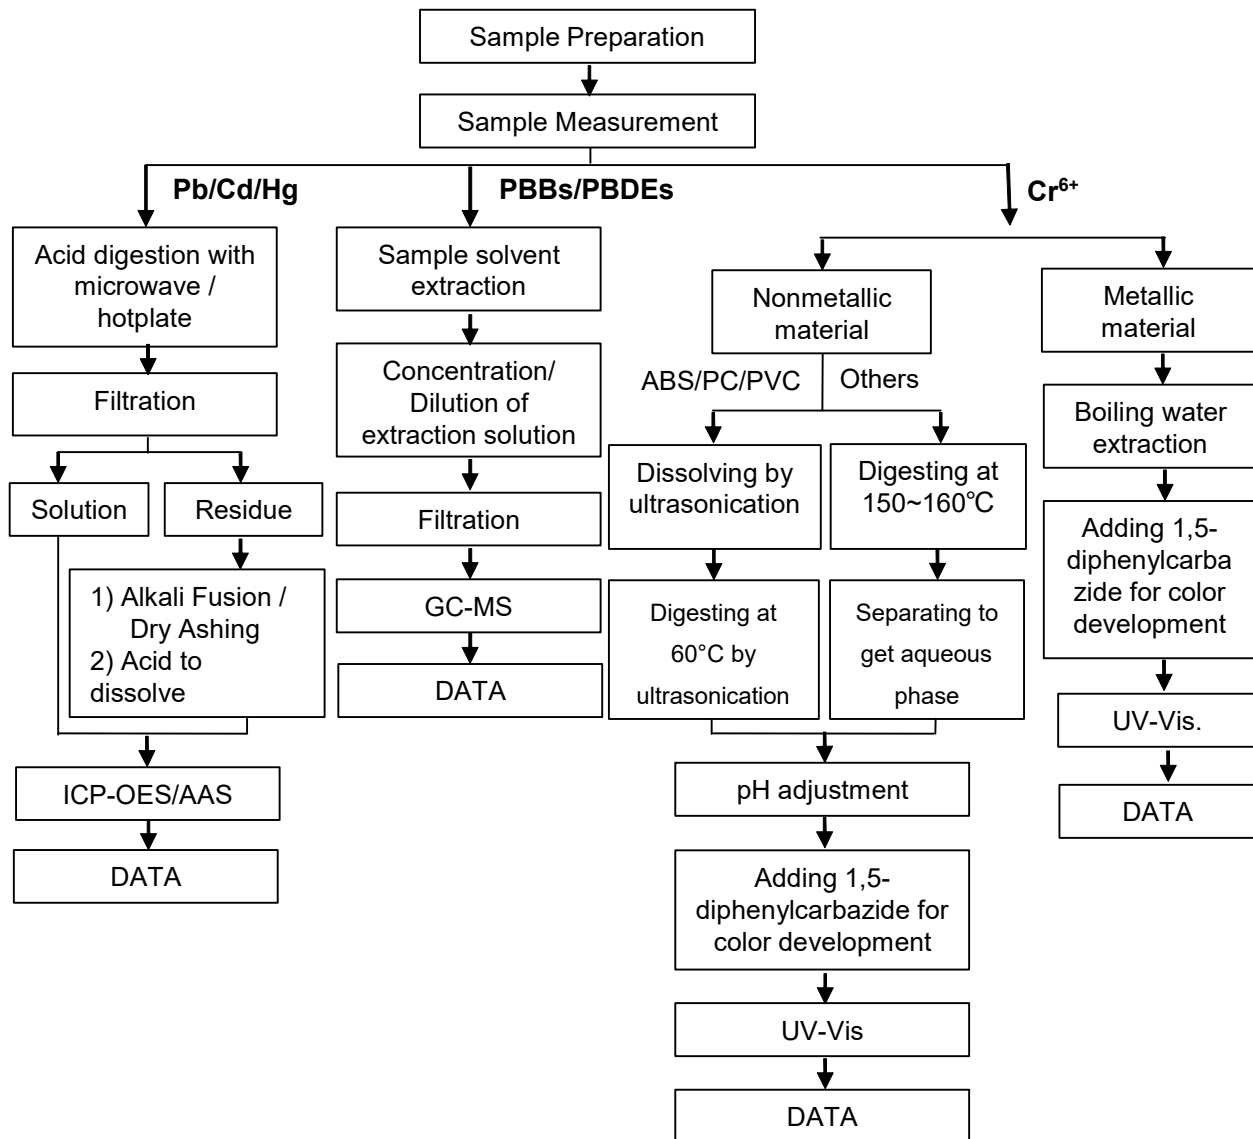 Sample Preparation
Sample Measurement
Pb/Cd/Hg
PBBs/PBDEs
Cr⁶⁺
Acid digestion with
microwave /
hotplate
Filtration
Solution
Residue
1) Alkali Fusion /
Dry Ashing
2) Acid to
dissolve
ICP-OES/AAS
DATA
Sample solvent
extraction
Concentration/
Dilution of
extraction solution
Filtration
GC-MS
DATA
Nonmetallic
material
ABS/PC/PVC
Others
Dissolving by
ultrasonication
Digesting at
60°C by
ultrasonication
Digesting at
150~160℃
Separating to
get aqueous
phase
pH adjustment
Adding 1,5-
diphenylcarbazide for
color development
UV-Vis
DATA
Metallic
material
Boiling water
extraction
Adding 1,5-
diphenylcarba
zide for color
development
UV-Vis.
DATA